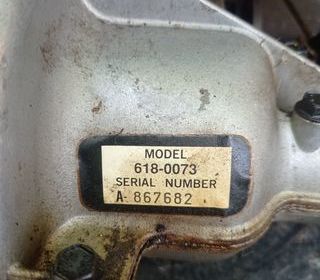 MODEL
618-0073
SERIAL NUMBER
A- 867682